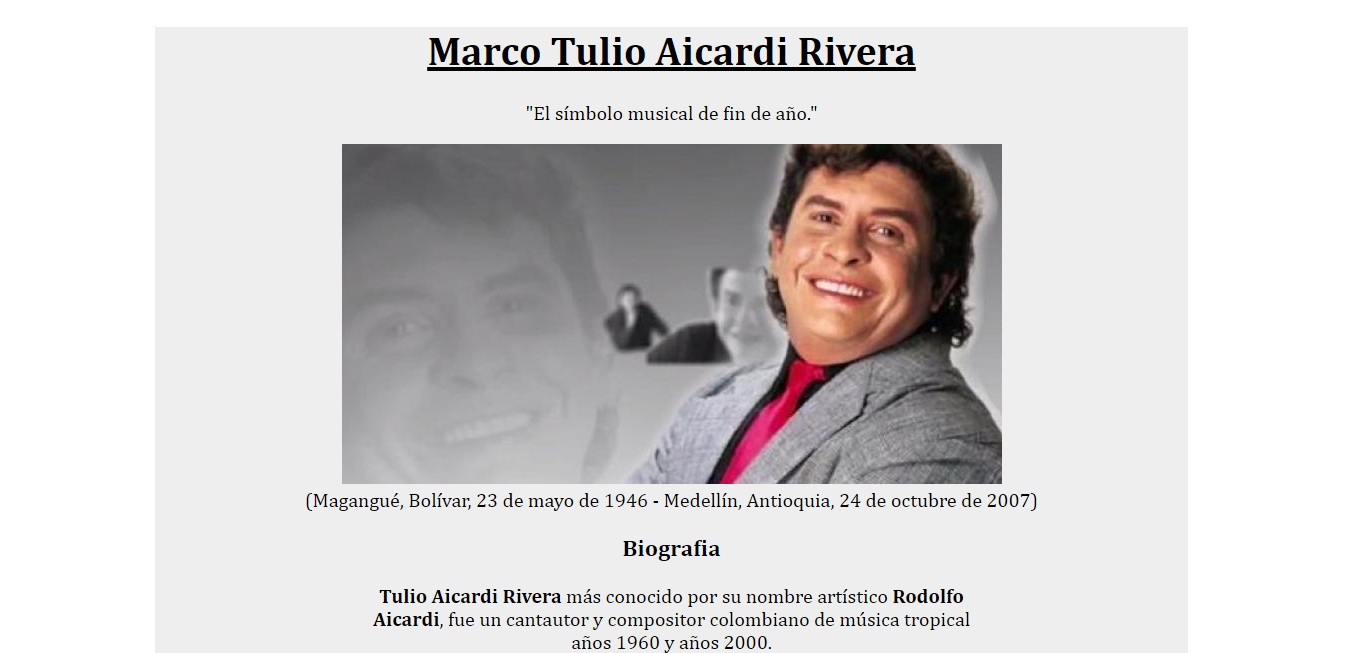 Marco Tulio Aicardi Rivera
"El símbolo musical de fin de año."
(Magangué, Bolívar, 23 de mayo de 1946 - Medellín, Antioquia, 24 de octubre de 2007)
Biografia
Tulio Aicardi Rivera más conocido por su nombre artístico Rodolfo
Aicardi, fue un cantautor y compositor colombiano de música tropical
años 1960 y años 2000.